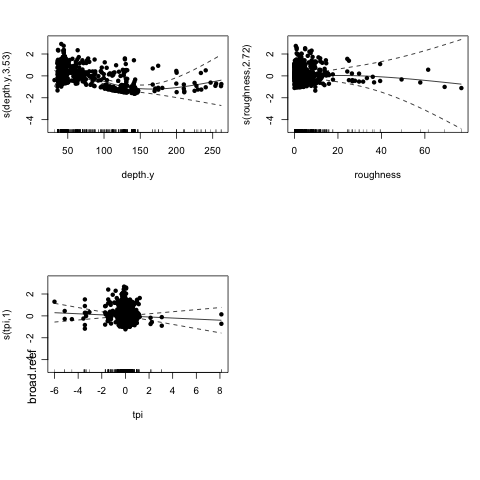 s(depth.y,3.53)
2
0
-2
-4
50 100 150 200 250
depth.y
s(roughness,2.72)
2
0
-2
-4
0 20 40 60
roughness
s(tpi,1)
2
0
-2
broad.reef
-6 -4 -2 0 2 4 6 8
tpi